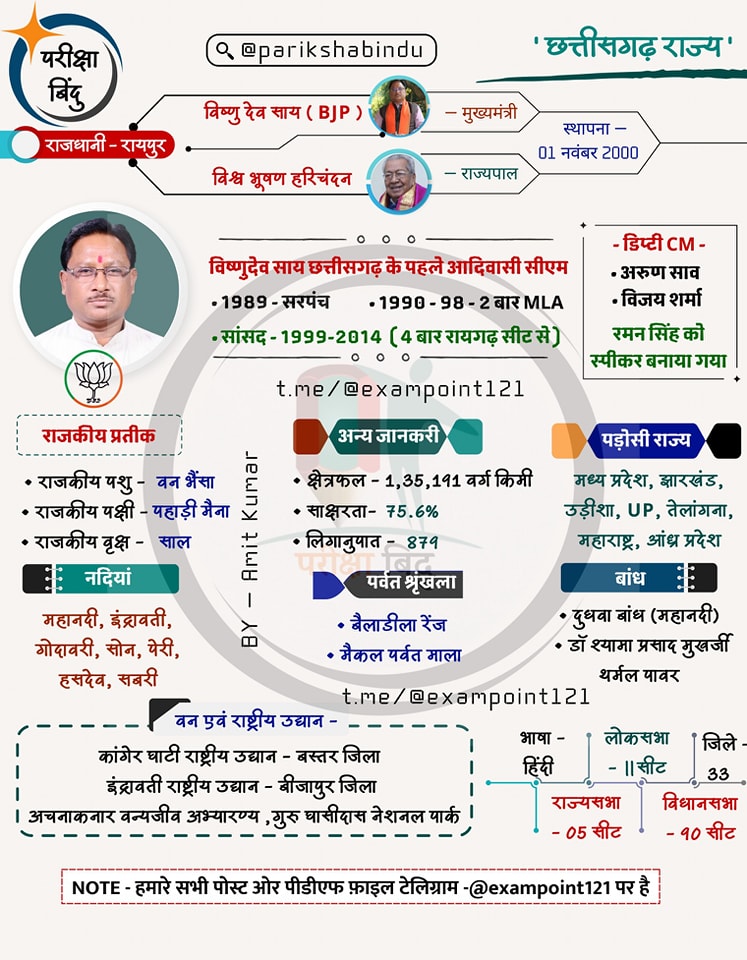 परीक्षा
बिंदु
@parikshabindu
' छत्तीसगढ़ राज्य '
राजधानी - रायपुर
विष्णु देव साय ( BJP )
— मुख्यमंत्री
विश्व भूषण हरिचंदन
— राज्यपाल
स्थापना —
01 नवंबर 2000
विष्णुदेव साय छत्तीसगढ़ के पहले आदिवासी सीएम
• 1989 - सरपंच • 1990 - 98 - 2 बार MLA
• सांसद - 1999-2014 (4 बार रायगढ़ सीट से)
- डिप्टी CM -
• अरुण साव
• विजय शर्मा
रमन सिंह को
स्पीकर बनाया गया
t.me/@exampoint121
राजकीय प्रतीक
• राजकीय पशु - वन भैंसा
• राजकीय पक्षी - पहाड़ी मैना
• राजकीय वृक्ष - साल
BY — Amit Kumar
अन्य जानकरी
• क्षेत्रफल - 1,35,191 वर्ग किमी
• साक्षरता- 75.6%
• लिगानुपात - 879
परीक्षा बिंदु
पड़ोसी राज्य
मध्य प्रदेश, झारखंड,
उड़ीशा, UP, तेलांगना,
महाराष्ट्र, आंध्र प्रदेश
नदियां
महानदी, इंद्रावती,
गोदावरी, सोन, पेरी,
हसदेव, सबरी
पर्वत श्रृंखला
• बैलाडीला रेंज
• मैकल पर्वत माला
बांध
• दुधवा बांध (महानदी)
• डॉ श्यामा प्रसाद मुखर्जी
थर्मल पावर
t.me/@exampoint121
वन एवं राष्ट्रीय उद्यान -
कांगेर घाटी राष्ट्रीय उद्यान - बस्तर जिला
इंद्रावती राष्ट्रीय उद्यान - बीजापुर जिला
अचनाकनार वन्यजीव अभ्यारण्य ,गुरु घासीदास नेशनल पार्क
भाषा -
हिंदी
लोकसभा
- 11 सीट
जिले -
33
राज्यसभा
- 05 सीट
विधानसभा
- 90 सीट
NOTE - हमारे सभी पोस्ट ओर पीडीएफ फ़ाइल टेलिग्राम -@exampoint121 पर है